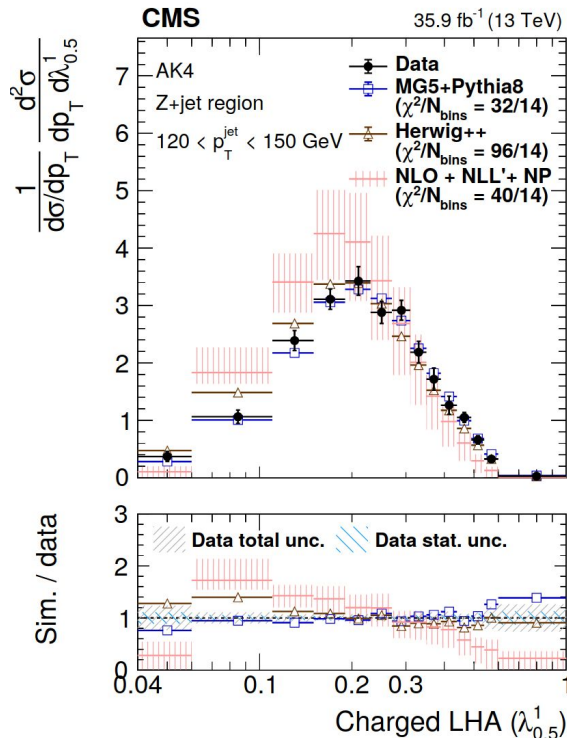 CMS 35.9 fb⁻¹ (13 TeV)
1/(dσ/dp_T) d²σ/(dp_T dλ¹_0.5)
7
6
5
4
3
2
1
0
AK4
Z+jet region
120 < p_T^jet < 150 GeV
Data
MG5+Pythia8
(χ²/N_bins = 32/14)
Herwig++
(χ²/N_bins = 96/14)
NLO + NLL'+ NP
(χ²/N_bins = 40/14)
Sim. / data
3
2
1
0
Data total unc.
Data stat. unc.
0.04 0.1 0.2 0.3 1
Charged LHA (λ¹_0.5)